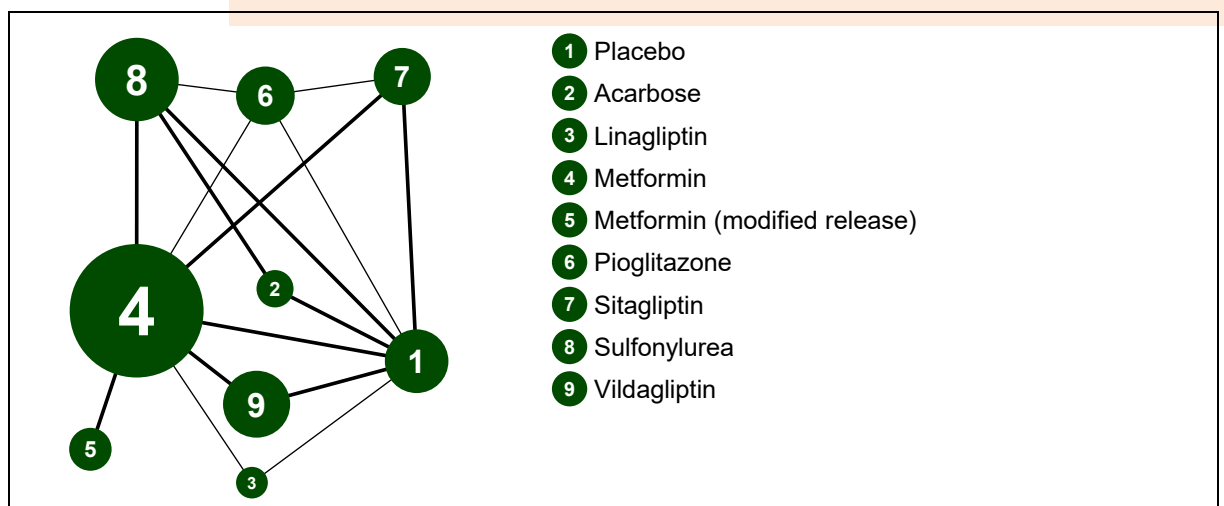 8
6
7
4
2
1
9
5
3
1 Placebo
2 Acarbose
3 Linagliptin
4 Metformin
5 Metformin (modified release)
6 Pioglitazone
7 Sitagliptin
8 Sulfonylurea
9 Vildagliptin